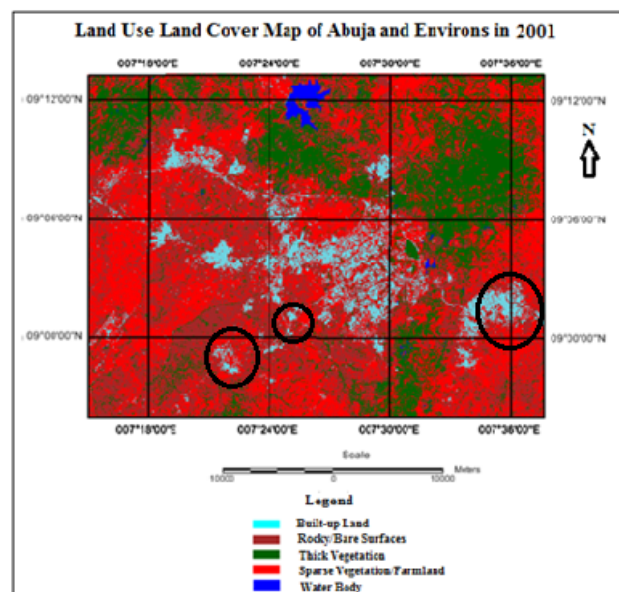 Land Use Land Cover Map of Abuja and Environs in 2001
007°18'00"E 007°24'00"E 007°30'00"E 007°36'00"E
09°12'00"N 09°12'00"N
N
09°04'00"N 09°06'00"N
09°08'00"N 09°30'00"N
007°18'00"E 007°24'00"E 007°30'00"E 007°36'00"E
Scale
10000 0 10000 Meters
Legend
Built-up Land
Rocky/Bare Surfaces
Thick Vegetation
Sparse Vegetation/Farmland
Water Body